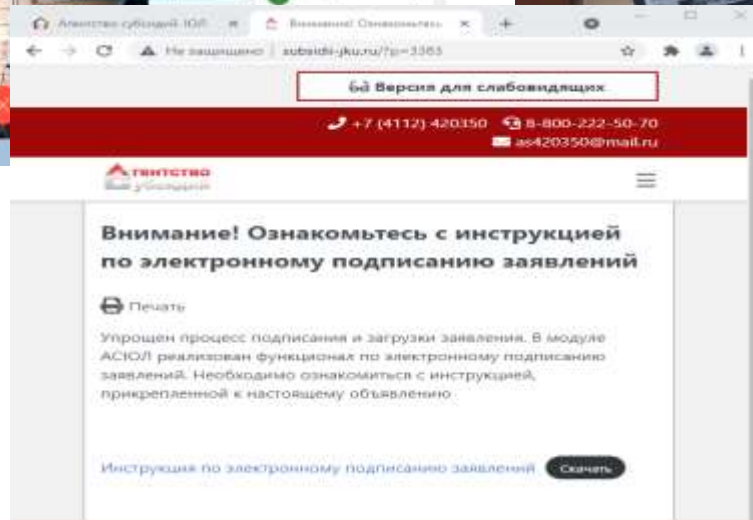 Агентство субсидий ЮЛ
Внимание! Ознакомьтесь
Не защищено subsidii-jku.ru/?p=3363
Версия для слабовидящих
+7 (4112) 420350 8-800-222-50-70
as420350@mail.ru
Агентство
субсидий
Внимание! Ознакомьтесь с инструкцией
по электронному подписанию заявлений
Печать
Упрощен процесс подписания и загрузки заявления. В модуле
АСЮЛ реализован функционал по электронному подписанию
заявлений. Необходимо ознакомиться с инструкцией,
прикрепленной к настоящему объявлению
Инструкция по электронному подписанию заявлений Скачать